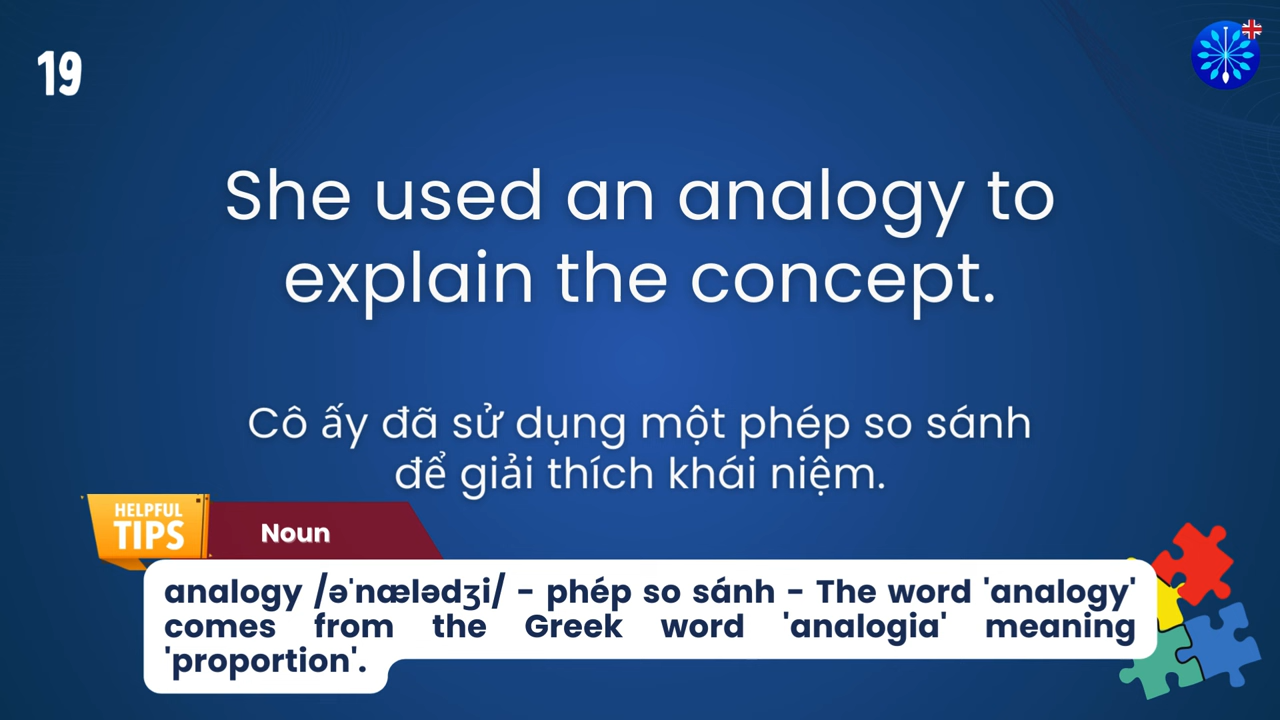 19
She used an analogy to
explain the concept.
Cô ấy đã sử dụng một phép so sánh
để giải thích khái niệm.
HELPFUL
TIPS
Noun
analogy /əˈnælədʒi/ - phép so sánh - The word 'analogy'
comes from the Greek word 'analogia' meaning
'proportion'.